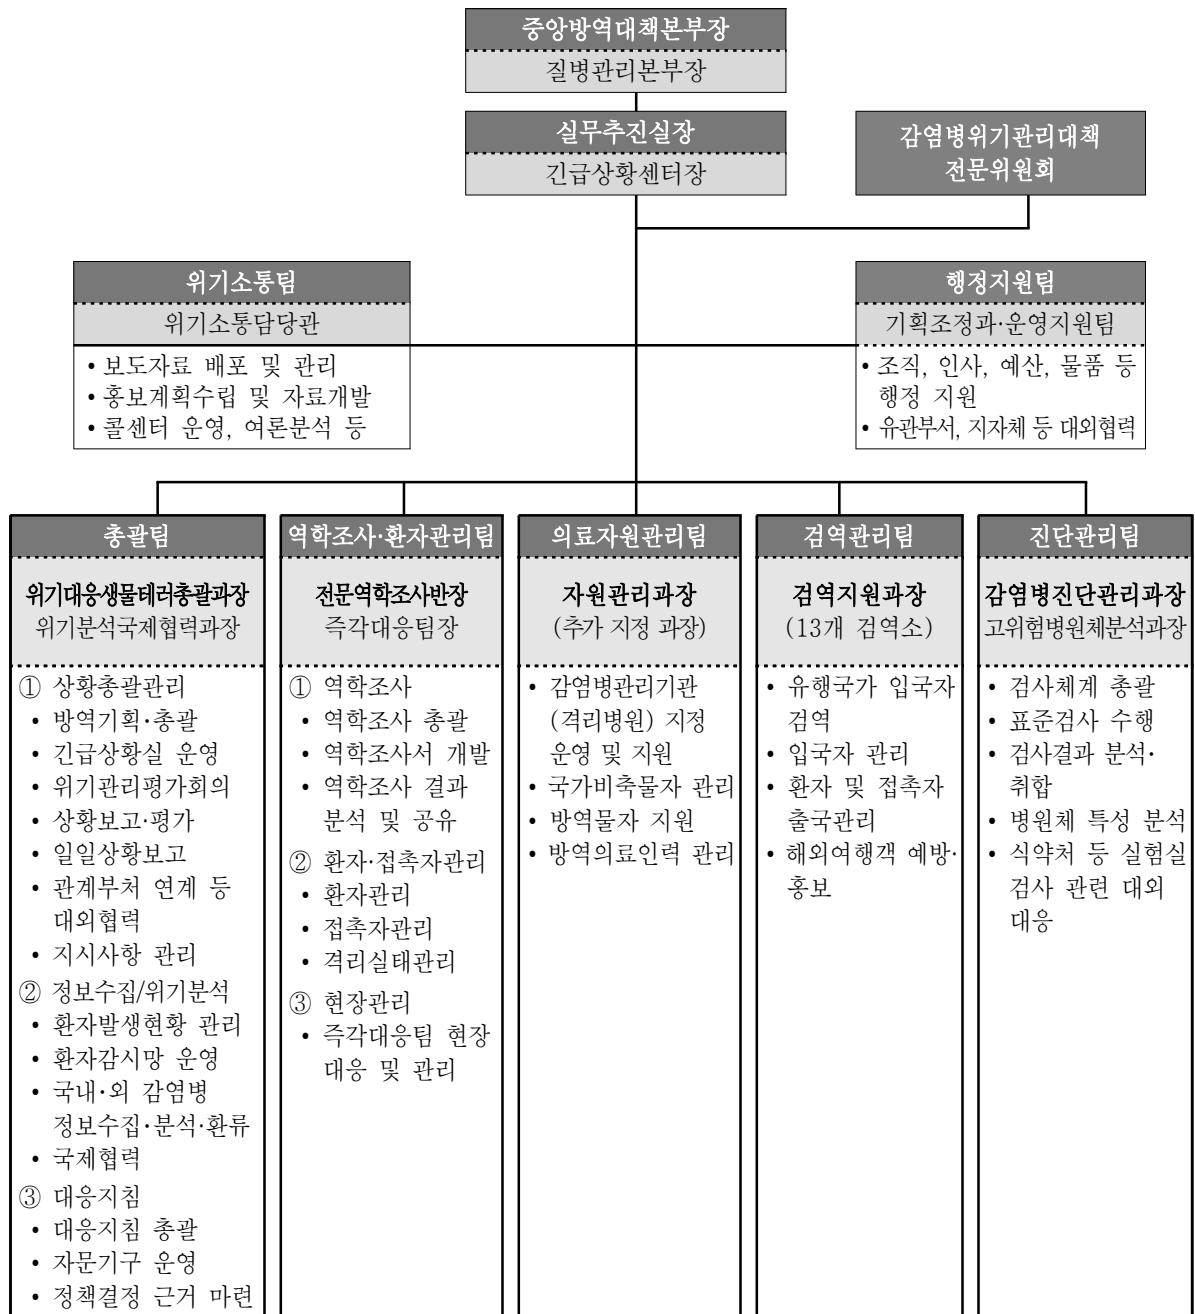 중앙방역대책본부장
질병관리본부장
실무추진실장
긴급상황센터장
감염병위기관리대책
전문위원회
위기소통팀
위기소통담당관
• 보도자료 배포 및 관리
• 홍보계획수립 및 자료개발
• 콜센터 운영, 여론분석 등
행정지원팀
기획조정과·운영지원팀
• 조직, 인사, 예산, 물품 등
행정 지원
• 유관부서, 지자체 등 대외협력
총괄팀
위기대응생물테러총괄과장
위기분석국제협력과장
① 상황총괄관리
• 방역기획·총괄
• 긴급상황실 운영
• 위기관리평가회의
• 상황보고·평가
• 일일상황보고
• 관계부처 연계 등
대외협력
• 지시사항 관리
② 정보수집/위기분석
• 환자발생현황 관리
• 환자감시망 운영
• 국내·외 감염병
정보수집·분석·환류
• 국제협력
③ 대응지침
• 대응지침 총괄
• 자문기구 운영
• 정책결정 근거 마련
역학조사·환자관리팀
전문역학조사반장
즉각대응팀장
① 역학조사
• 역학조사 총괄
• 역학조사서 개발
• 역학조사 결과
분석 및 공유
② 환자·접촉자관리
• 환자관리
• 접촉자관리
• 격리실태관리
③ 현장관리
• 즉각대응팀 현장
대응 및 관리
의료자원관리팀
자원관리과장
(추가 지정 과장)
• 감염병관리기관
(격리병원) 지정
운영 및 지원
• 국가비축물자 관리
• 방역물자 지원
• 방역의료인력 관리
검역관리팀
검역지원과장
(13개 검역소)
• 유행국가 입국자
검역
• 입국자 관리
• 환자 및 접촉자
출국관리
• 해외여행객 예방·
홍보
진단관리팀
감염병진단관리과장
고위험병원체분석과장
• 검사체계 총괄
• 표준검사 수행
• 검사결과 분석·
취합
• 병원체 특성 분석
• 식약처 등 실험실
검사 관련 대외
대응